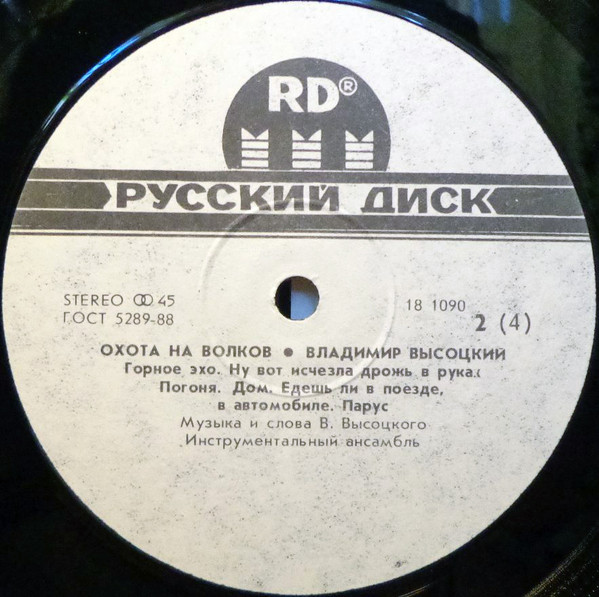 RD®
РУССКИЙ ДИСК
STEREO 45
ГОСТ 5289-88
18 1090
2 (4)
ОХОТА НА ВОЛКОВ ● ВЛАДИМИР ВЫСОЦКИЙ
Горное эхо. Ну вот исчезла дрожь в рука.
Погоня. Дом. Едешь ли в поезде,
в автомобиле. Парус
Музыка и слова В. Высоцкого
Инструментальный ансамбль